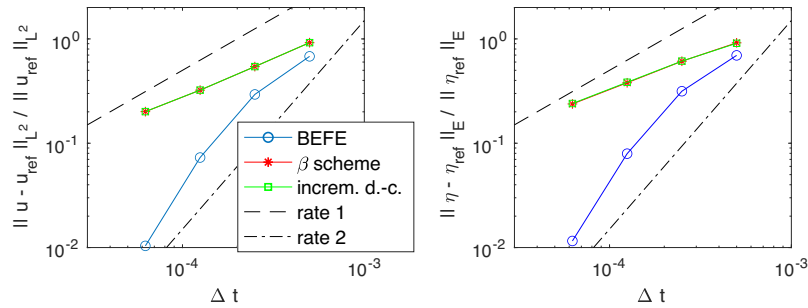 || u - u_ref ||_L² / || u_ref ||_L²
10⁰
10⁻¹
10⁻²
10⁻⁴
10⁻³
Δ t
BEFE
β scheme
increm. d.-c.
rate 1
rate 2
|| η - η_ref ||_E / || η_ref ||_E
10⁰
10⁻¹
10⁻²
10⁻⁴
10⁻³
Δ t